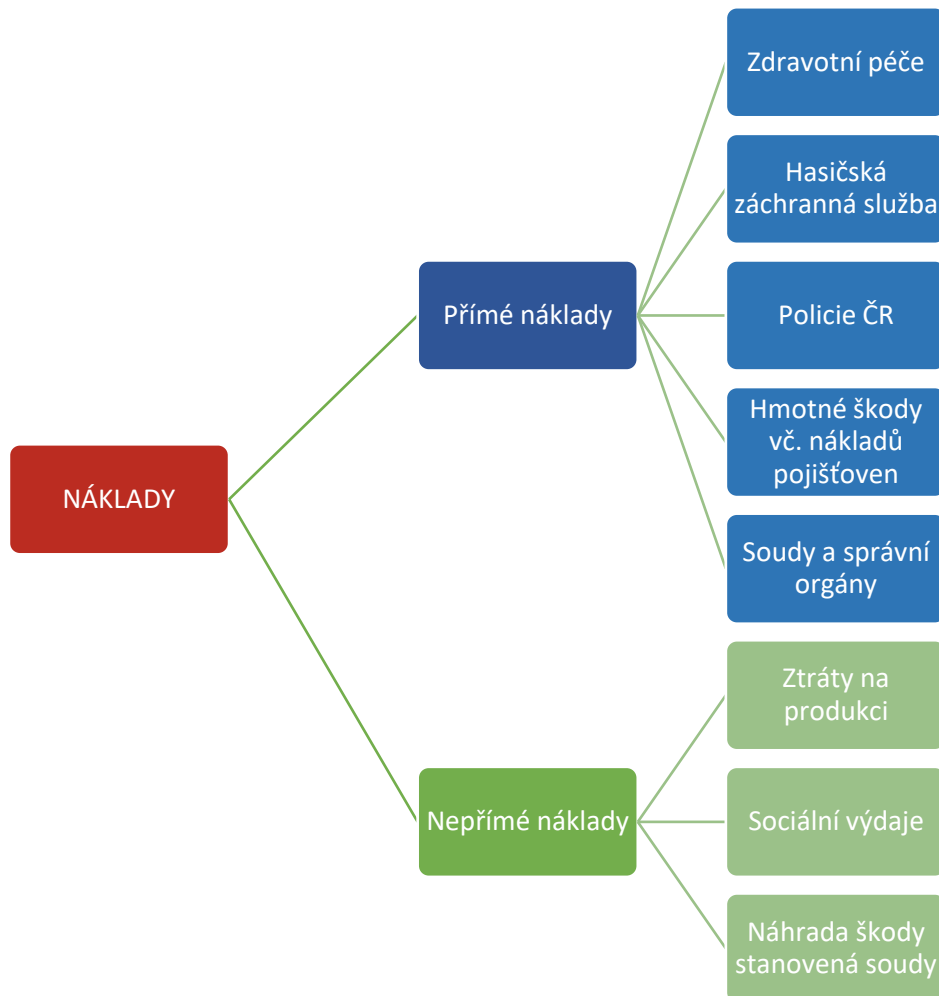 Zdravotní péče
Hasičská
záchranná služba
Přímé náklady
Policie ČR
Hmotné škody
vč. nákladů
pojišťoven
NÁKLADY
Soudy a správní
orgány
Ztráty na
produkci
Nepřímé náklady
Sociální výdaje
Náhrada škody
stanovená soudy